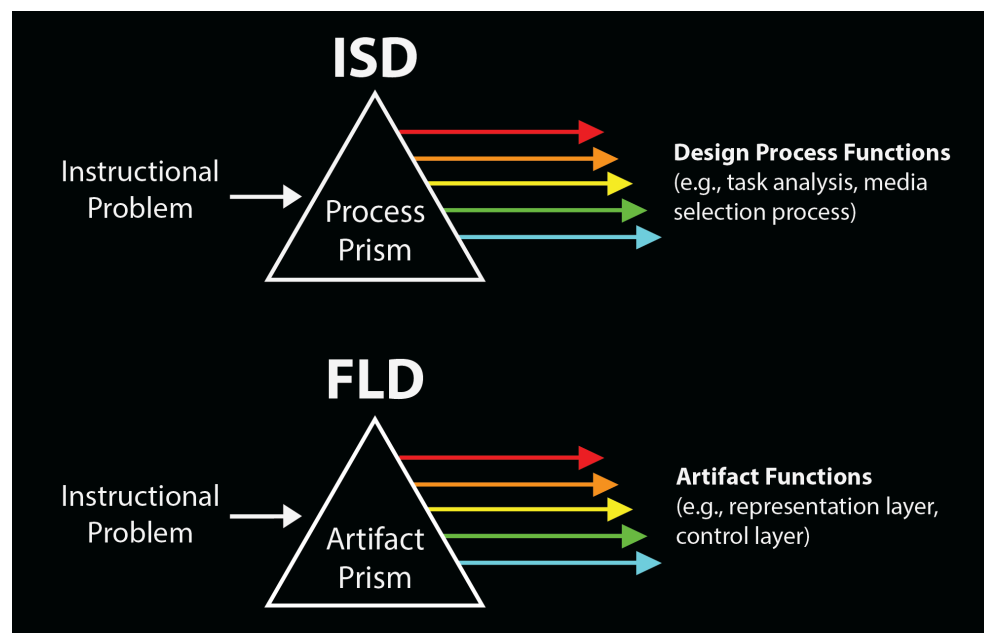 ISD
Instructional
Problem
Process
Prism
Design Process Functions
(e.g., task analysis, media
selection process)
FLD
Instructional
Problem
Artifact
Prism
Artifact Functions
(e.g., representation layer,
control layer)